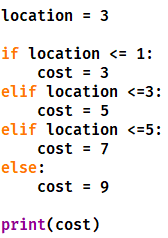 location = 3

if location <= 1:
    cost = 3
elif location <=3:
    cost = 5
elif location <=5:
    cost = 7
else:
    cost = 9

print(cost)